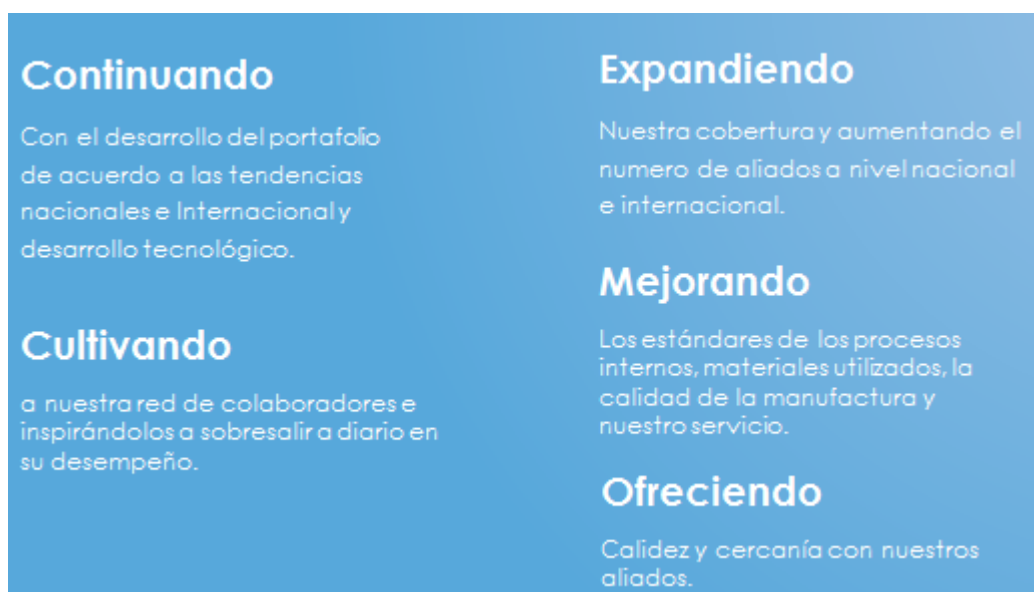 Continuando
Con el desarrollo del portafolio
de acuerdo a las tendencias
nacionales e Internacional y
desarrollo tecnológico.
Cultivando
a nuestra red de colaboradores e
inspirándolos a sobresalir a diario en
su desempeño.
Expandiendo
Nuestra cobertura y aumentando el
numero de aliados a nivel nacional
e internacional.
Mejorando
Los estándares de los procesos
internos, materiales utilizados, la
calidad de la manufactura y
nuestro servicio.
Ofreciendo
Calidez y cercanía con nuestros
aliados.